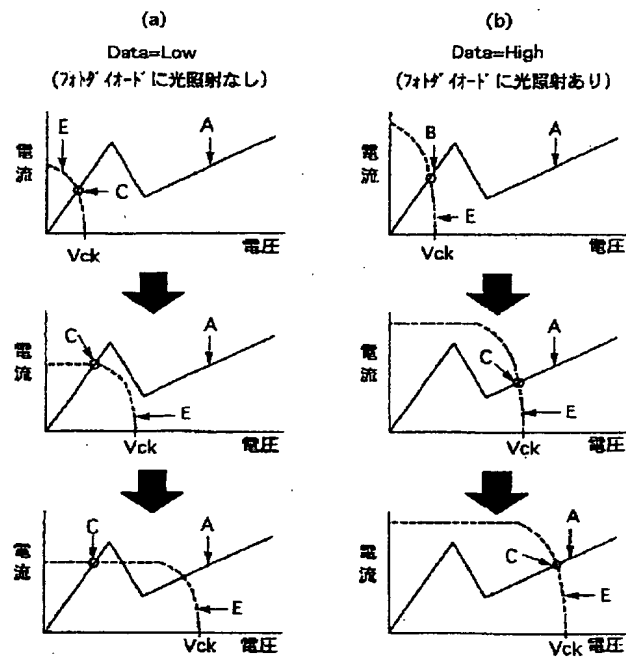 (a)
Data=Low
(フォトダイオードに光照射なし)
電流
E
A
C
Vck
電圧
電流
C
A
E
Vck
電圧
電流
C
A
E
Vck
電圧
(b)
Data=High
(フォトダイオードに光照射あり)
電流
B
A
E
Vck
電圧
電流
A
C
E
Vck
電圧
電流
A
C
E
Vck
電圧